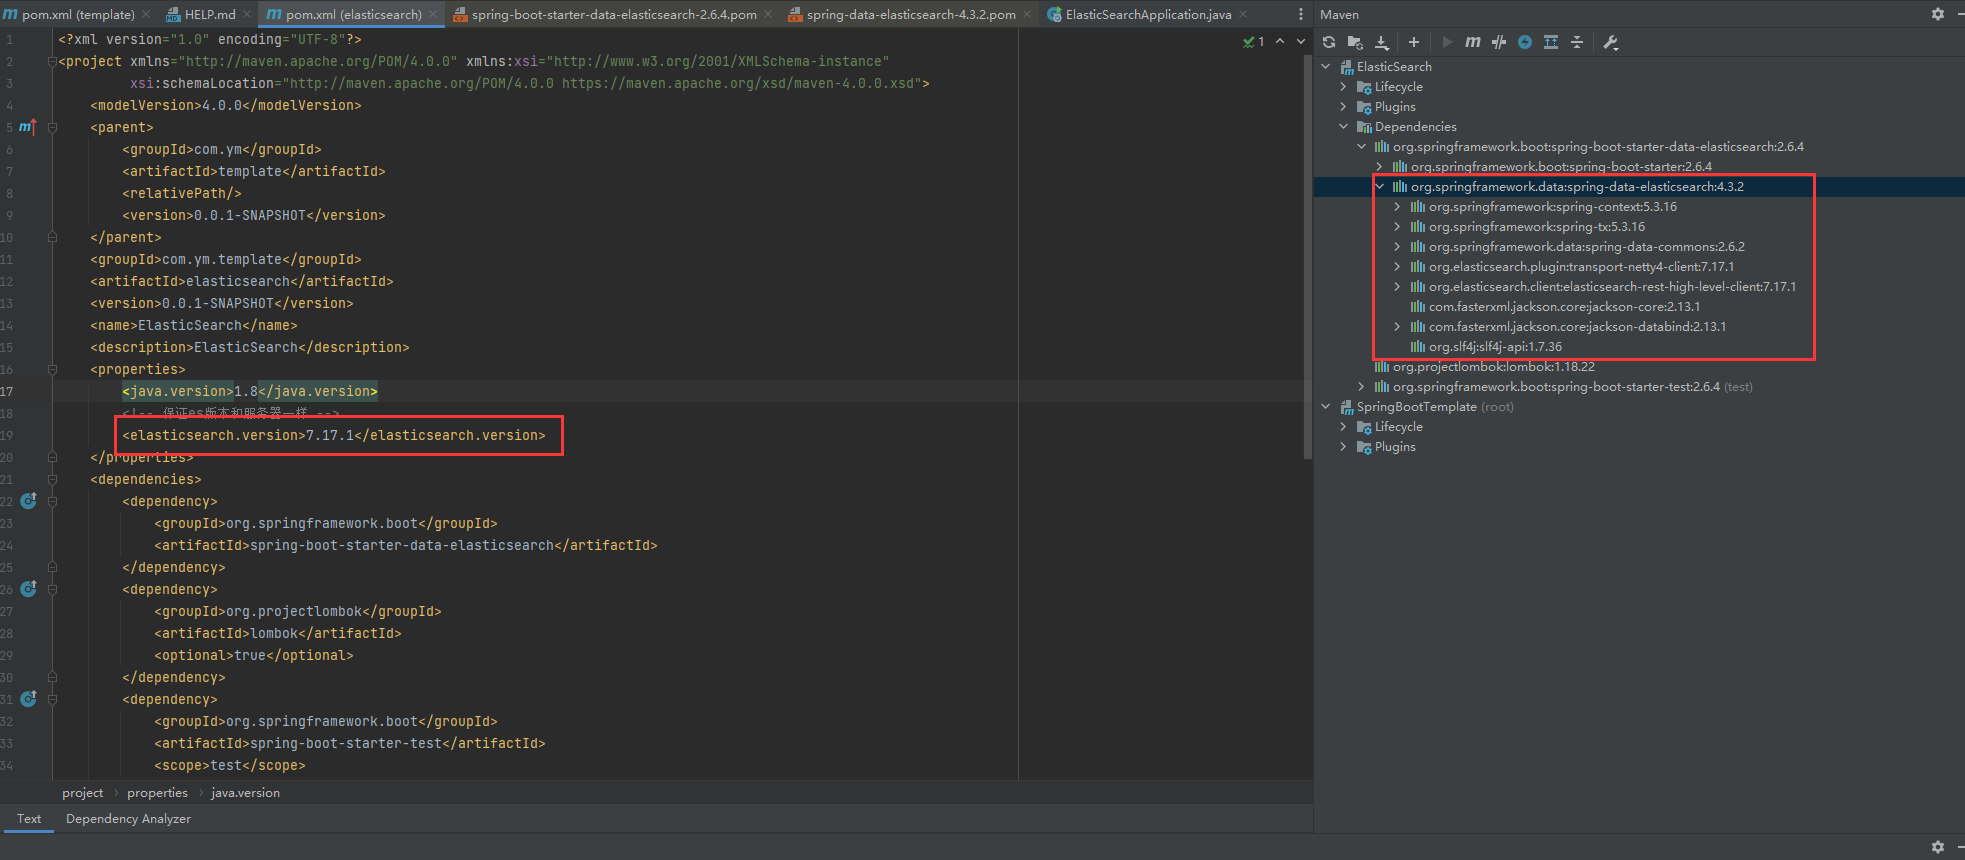 pom.xml (template)
HELP.md
pom.xml (elasticsearch)
spring-boot-starter-data-elasticsearch-2.6.4.pom
spring-data-elasticsearch-4.3.2.pom
ElasticSearchApplication.java
1 <?xml version="1.0" encoding="UTF-8"?>
2 <project xmlns="http://maven.apache.org/POM/4.0.0" xmlns:xsi="http://www.w3.org/2001/XMLSchema-instance"
3 xsi:schemaLocation="http://maven.apache.org/POM/4.0.0 https://maven.apache.org/xsd/maven-4.0.0.xsd">
4 <modelVersion>4.0.0</modelVersion>
5 <parent>
6 <groupId>com.ym</groupId>
7 <artifactId>template</artifactId>
8 <relativePath/>
9 <version>0.0.1-SNAPSHOT</version>
10 </parent>
11 <groupId>com.ym.template</groupId>
12 <artifactId>elasticsearch</artifactId>
13 <version>0.0.1-SNAPSHOT</version>
14 <name>ElasticSearch</name>
15 <description>ElasticSearch</description>
16 <properties>
17 <java.version>1.8</java.version>
18 <!-- 保证es版本和服务器一样 -->
19 <elasticsearch.version>7.17.1</elasticsearch.version>
20 </properties>
21 <dependencies>
22 <dependency>
23 <groupId>org.springframework.boot</groupId>
24 <artifactId>spring-boot-starter-data-elasticsearch</artifactId>
25 </dependency>
26 <dependency>
27 <groupId>org.projectlombok</groupId>
28 <artifactId>lombok</artifactId>
29 <optional>true</optional>
30 </dependency>
31 <dependency>
32 <groupId>org.springframework.boot</groupId>
33 <artifactId>spring-boot-starter-test</artifactId>
34 <scope>test</scope>
1
project > properties > java.version
Text
Dependency Analyzer
Maven
ElasticSearch
Lifecycle
Plugins
Dependencies
org.springframework.boot:spring-boot-starter-data-elasticsearch:2.6.4
org.springframework.boot:spring-boot-starter:2.6.4
org.springframework.data:spring-data-elasticsearch:4.3.2
org.springframework:spring-context:5.3.16
org.springframework:spring-tx:5.3.16
org.springframework.data:spring-data-commons:2.6.2
org.elasticsearch.plugin:transport-netty4-client:7.17.1
org.elasticsearch.client:elasticsearch-rest-high-level-client:7.17.1
com.fasterxml.jackson.core:jackson-core:2.13.1
com.fasterxml.jackson.core:jackson-databind:2.13.1
org.slf4j:slf4j-api:1.7.36
org.projectlombok:lombok:1.18.22
org.springframework.boot:spring-boot-starter-test:2.6.4 (test)
SpringBootTemplate (root)
Lifecycle
Plugins